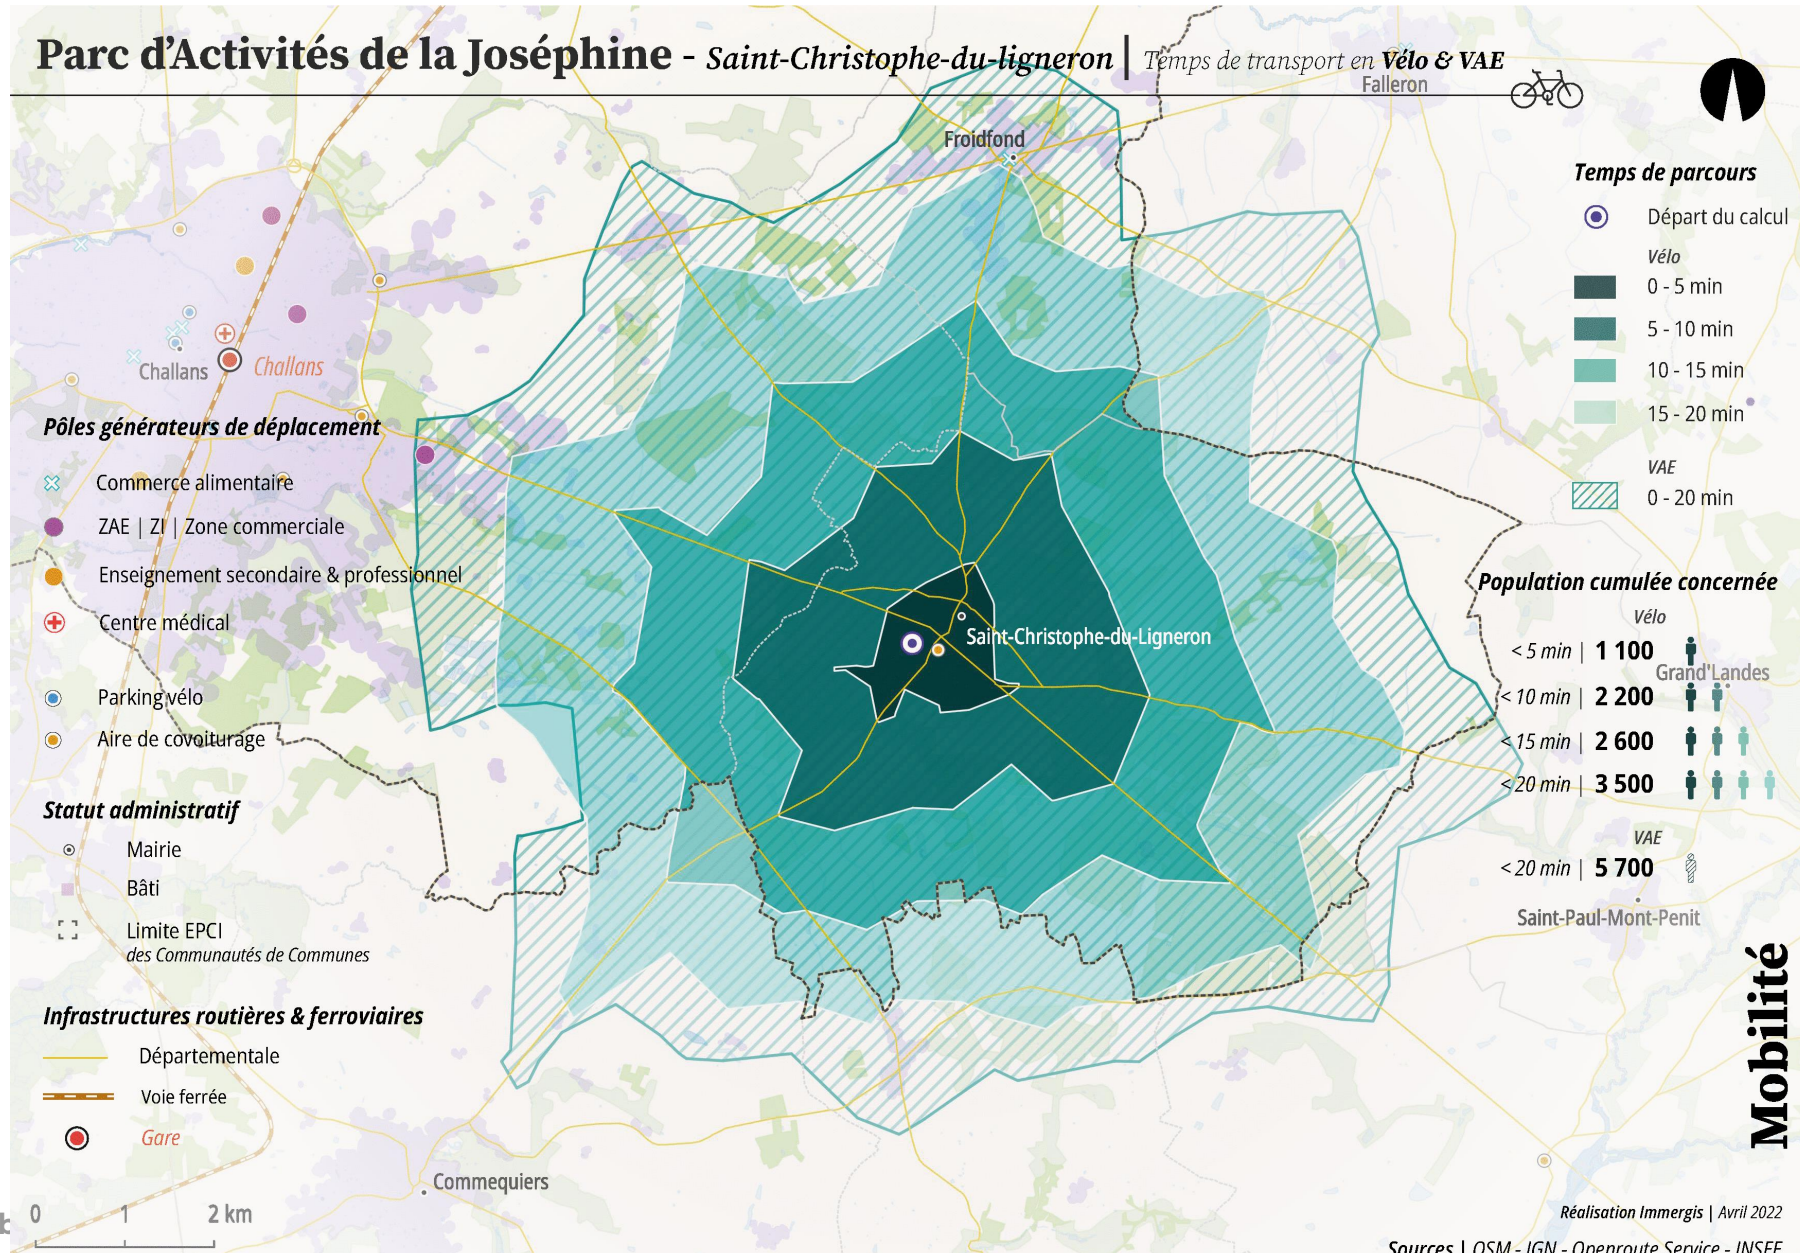 Parc d’Activités de la Joséphine - Saint-Christophe-du-ligneron | Temps de transport en Vélo & VAE
Falleron
Froidfond
Temps de parcours
Départ du calcul
Vélo
0 - 5 min
5 - 10 min
10 - 15 min
15 - 20 min
VAE
0 - 20 min
Challans
Challans
Pôles générateurs de déplacement
Commerce alimentaire
ZAE | ZI | Zone commerciale
Enseignement secondaire & professionnel
Centre médical
Parking vélo
Aire de covoiturage
Saint-Christophe-du-Ligneron
Population cumulée concernée
Vélo
< 5 min | 1 100
Grand'Landes
< 10 min | 2 200
< 15 min | 2 600
< 20 min | 3 500
VAE
< 20 min | 5 700
Saint-Paul-Mont-Penit
Statut administratif
Mairie
Bâti
Limite EPCI
des Communautés de Communes
Infrastructures routières & ferroviaires
Départementale
Voie ferrée
Gare
Commequiers
Mobilité
0 1 2 km
Réalisation Immergis | Avril 2022
Sources | OSM - IGN - Openroute Service - INSEE